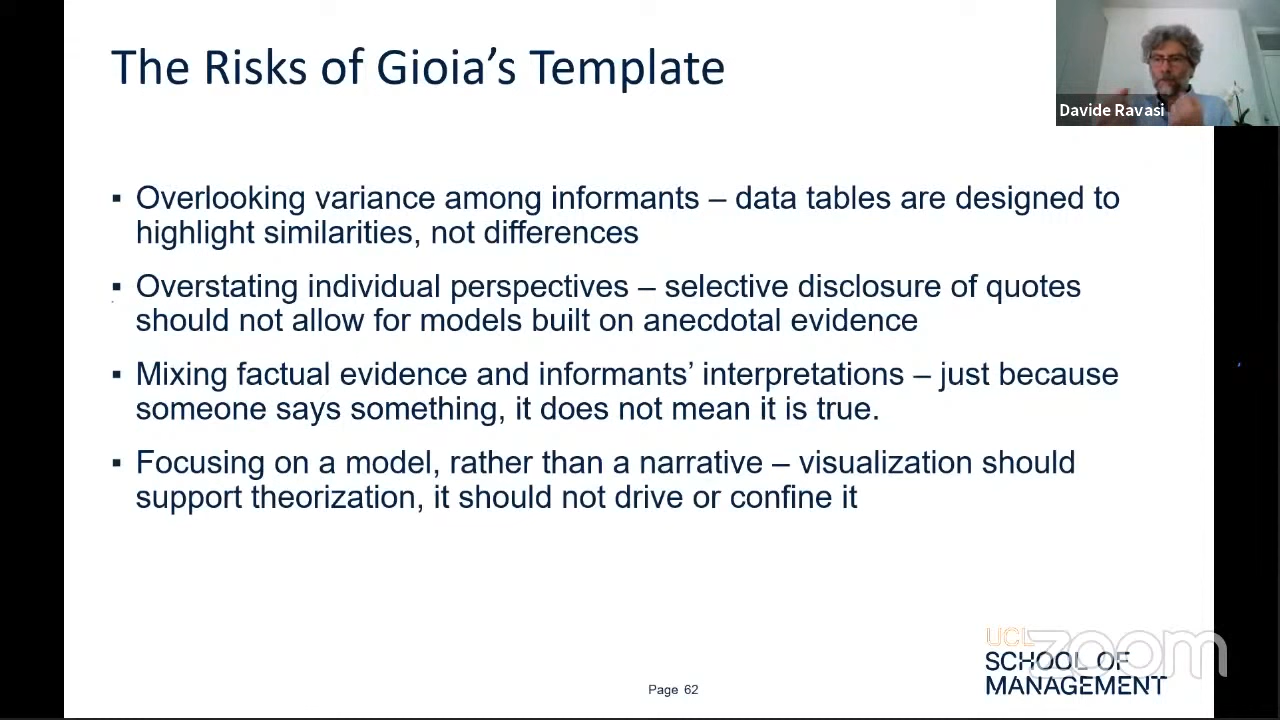 The Risks of Gioia’s Template
Davide Ravasi
▪ Overlooking variance among informants – data tables are designed to
highlight similarities, not differences
▪ Overstating individual perspectives – selective disclosure of quotes
should not allow for models built on anecdotal evidence
▪ Mixing factual evidence and informants’ interpretations – just because
someone says something, it does not mean it is true.
▪ Focusing on a model, rather than a narrative – visualization should
support theorization, it should not drive or confine it
UCL
zoom
SCHOOL OF
MANAGEMENT
Page 62